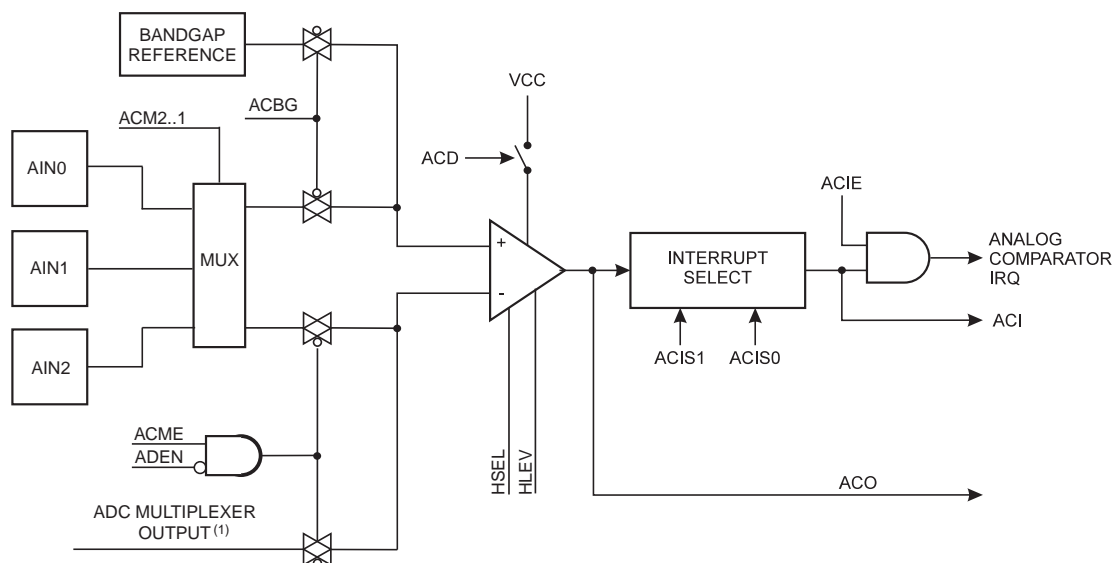 BANDGAP
REFERENCE
VCC
ACBG
ACM2..1
ACD
AIN0
ACIE
MUX
+
-
INTERRUPT
SELECT
ANALOG
COMPARATOR
IRQ
AIN1
ACI
ACIS1
ACIS0
AIN2
ACME
ADEN
HSEL
HLEV
ACO
ADC MULTIPLEXER
OUTPUT (1)